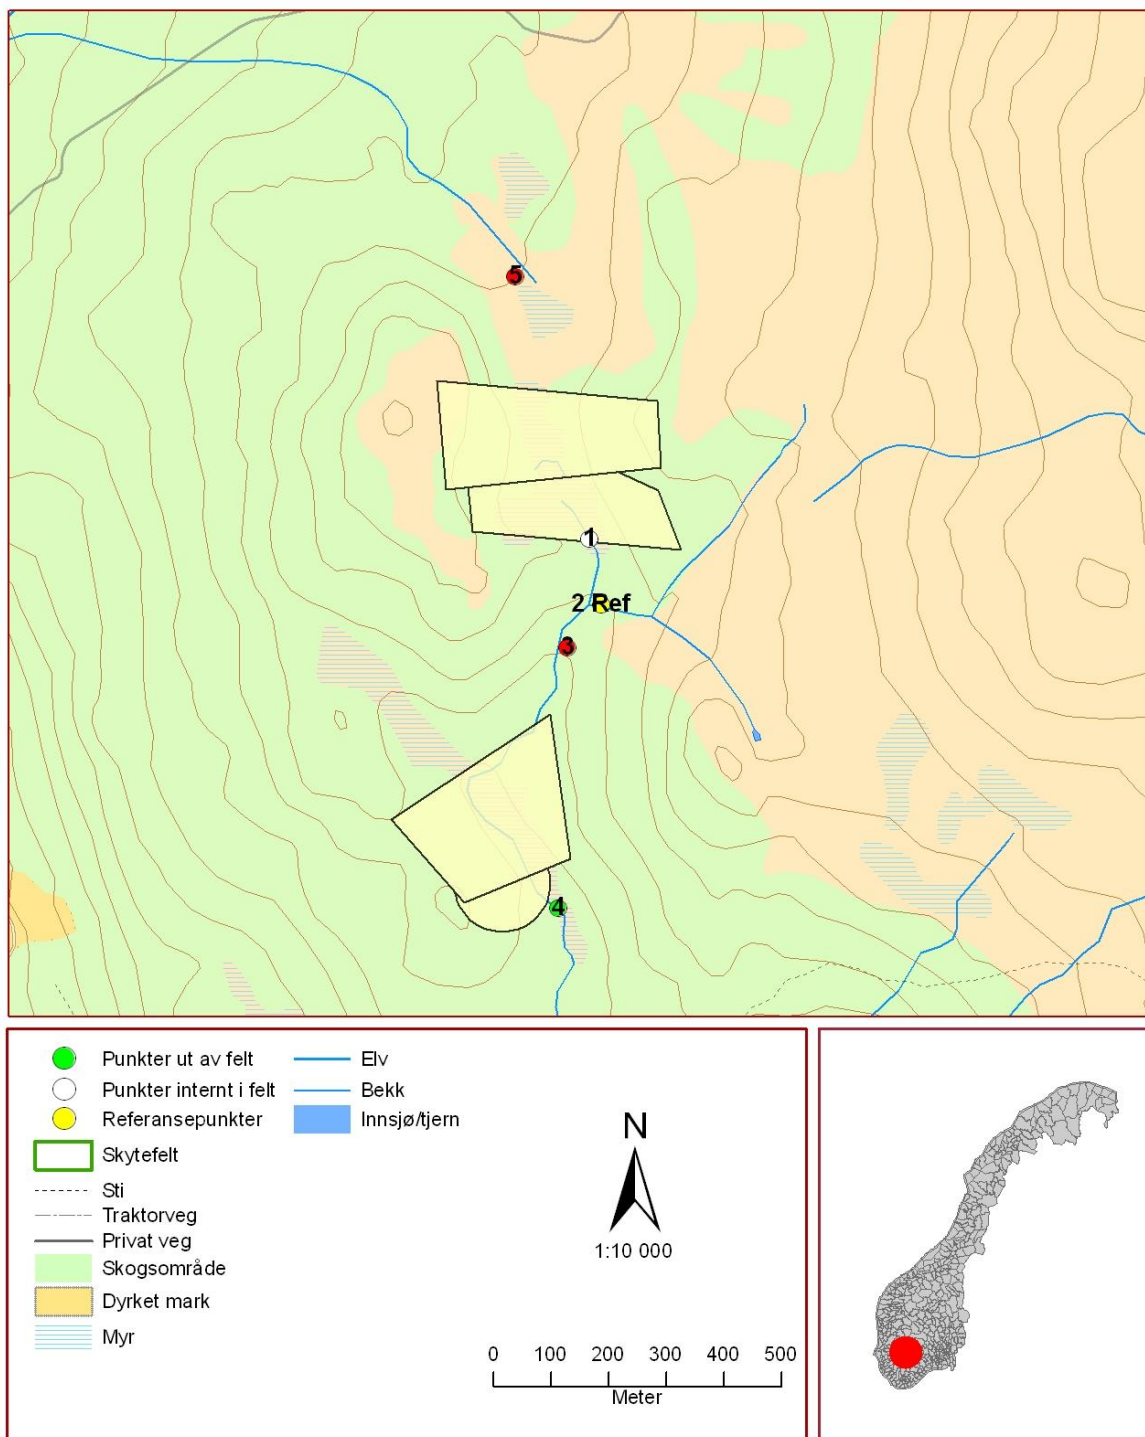 5
1
2 Ref
3
4
Punkter ut av felt
Punkter internt i felt
Referansepunkter
Skytefelt
Sti
Traktorveg
Privat veg
Skogsområde
Dyrket mark
Myr
Elv
Bekk
Innsjø/tjern
N
1:10 000
0 100 200 300 400 500
Meter